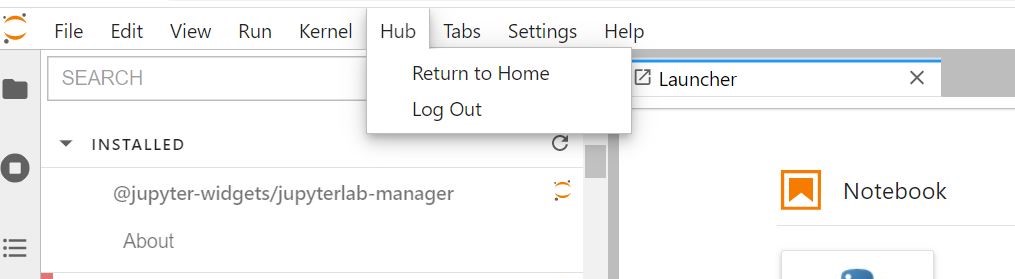 File Edit View Run Kernel Hub Tabs Settings Help
SEARCH
Return to Home
Log Out
Launcher
INSTALLED
@jupyter-widgets/jupyterlab-manager
About
Notebook